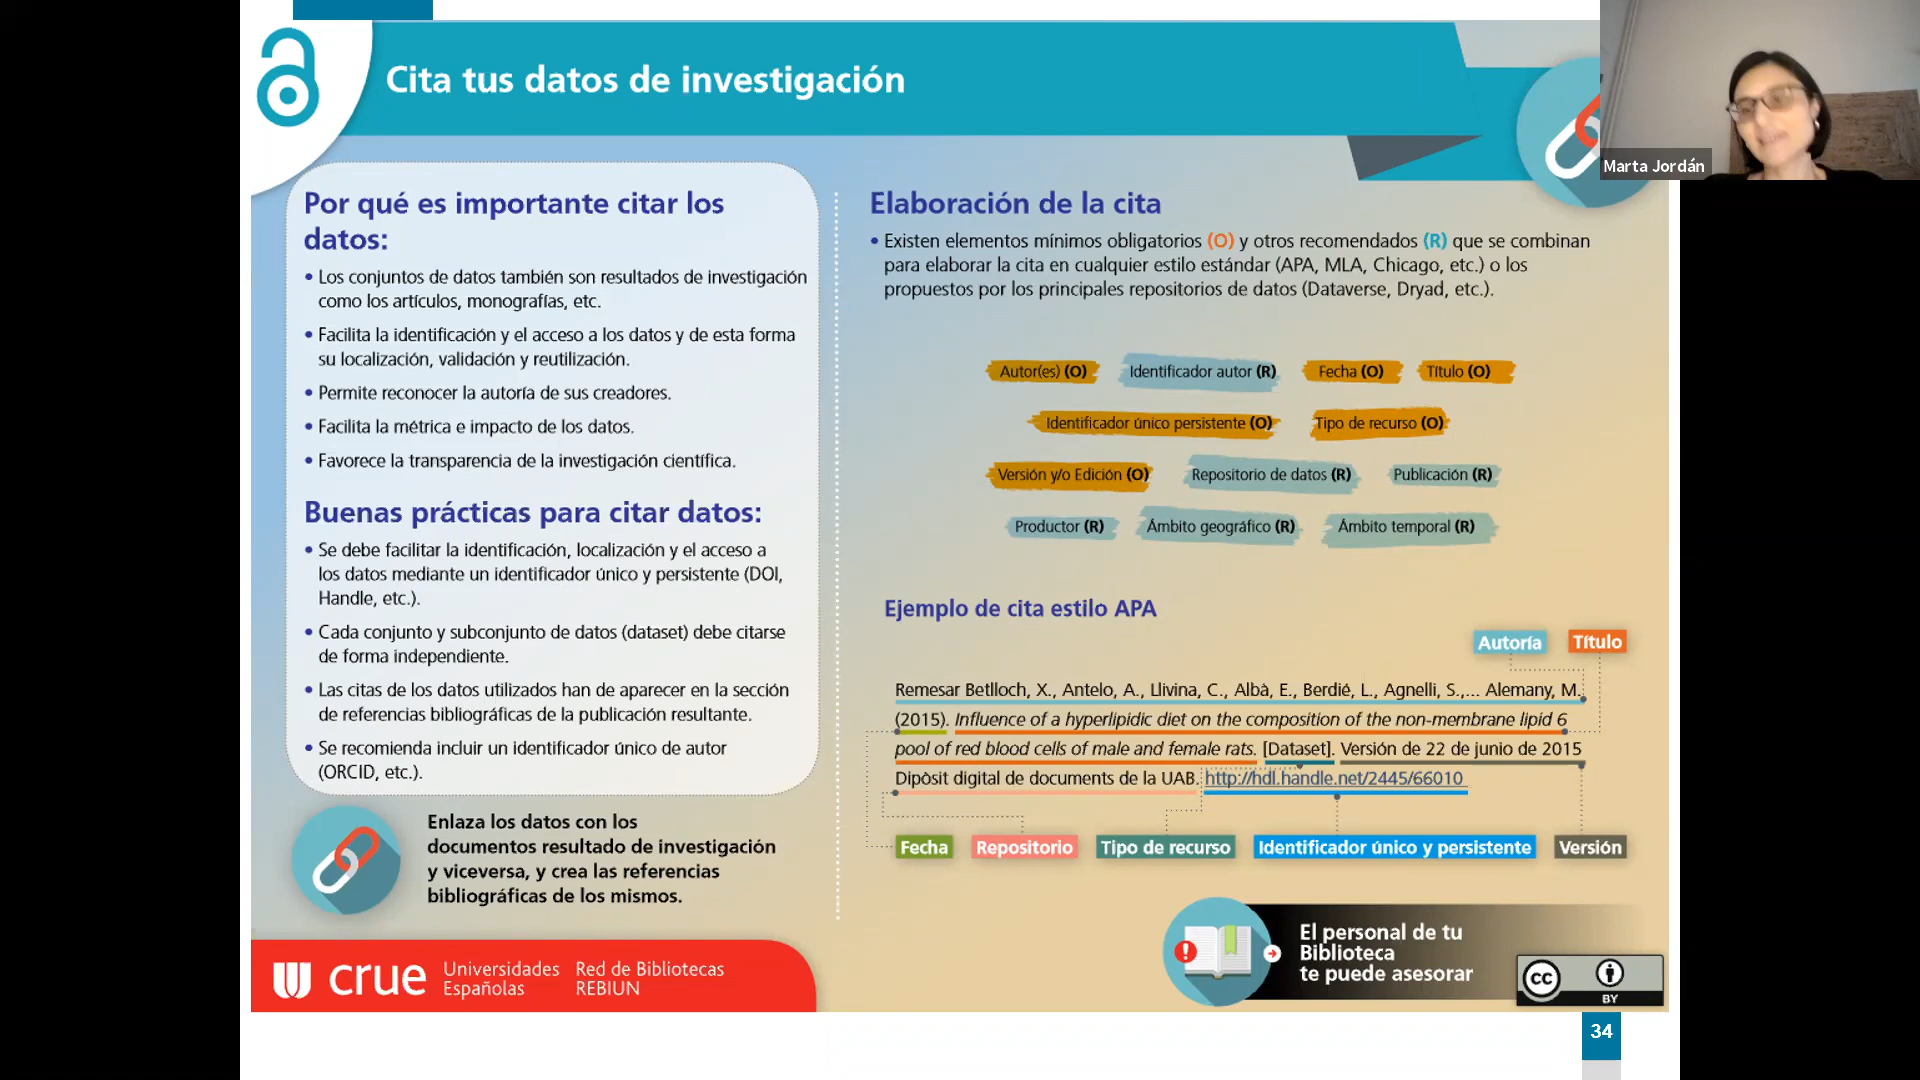 Cita tus datos de investigación
Marta Jordán
Por qué es importante citar los
datos:
• Los conjuntos de datos también son resultados de investigación
como los artículos, monografías, etc.
• Facilita la identificación y el acceso a los datos y de esta forma
su localización, validación y reutilización.
• Permite reconocer la autoría de sus creadores.
• Facilita la métrica e impacto de los datos.
• Favorece la transparencia de la investigación científica.
Buenas prácticas para citar datos:
• Se debe facilitar la identificación, localización y el acceso a
los datos mediante un identificador único y persistente (DOI,
Handle, etc.).
• Cada conjunto y subconjunto de datos (dataset) debe citarse
de forma independiente.
• Las citas de los datos utilizados han de aparecer en la sección
de referencias bibliográficas de la publicación resultante.
• Se recomienda incluir un identificador único de autor
(ORCID, etc.).
Enlaza los datos con los
documentos resultado de investigación
y viceversa, y crea las referencias
bibliográficas de los mismos.
crue Universidades Españolas Red de Bibliotecas REBIUN
Elaboración de la cita
• Existen elementos mínimos obligatorios (O) y otros recomendados (R) que se combinan
para elaborar la cita en cualquier estilo estándar (APA, MLA, Chicago, etc.) o los
propuestos por los principales repositorios de datos (Dataverse, Dryad, etc.).
Autor(es) (O) Identificador autor (R) Fecha (O) Título (O)
Identificador único persistente (O) Tipo de recurso (O)
Versión y/o Edición (O) Repositorio de datos (R) Publicación (R)
Productor (R) Ámbito geográfico (R) Ámbito temporal (R)
Ejemplo de cita estilo APA
Autoría Título
Remesar Betlloch, X., Antelo, A., Llivina, C., Albà, E., Berdié, L., Agnelli, S.,... Alemany, M.
(2015). Influence of a hyperlipidic diet on the composition of the non-membrane lipid 6
pool of red blood cells of male and female rats. [Dataset]. Versión de 22 de junio de 2015
Dipòsit digital de documents de la UAB. http://hdl.handle.net/2445/66010
Fecha Repositorio Tipo de recurso Identificador único y persistente Versión
El personal de tu
Biblioteca
te puede asesorar
cc BY
34